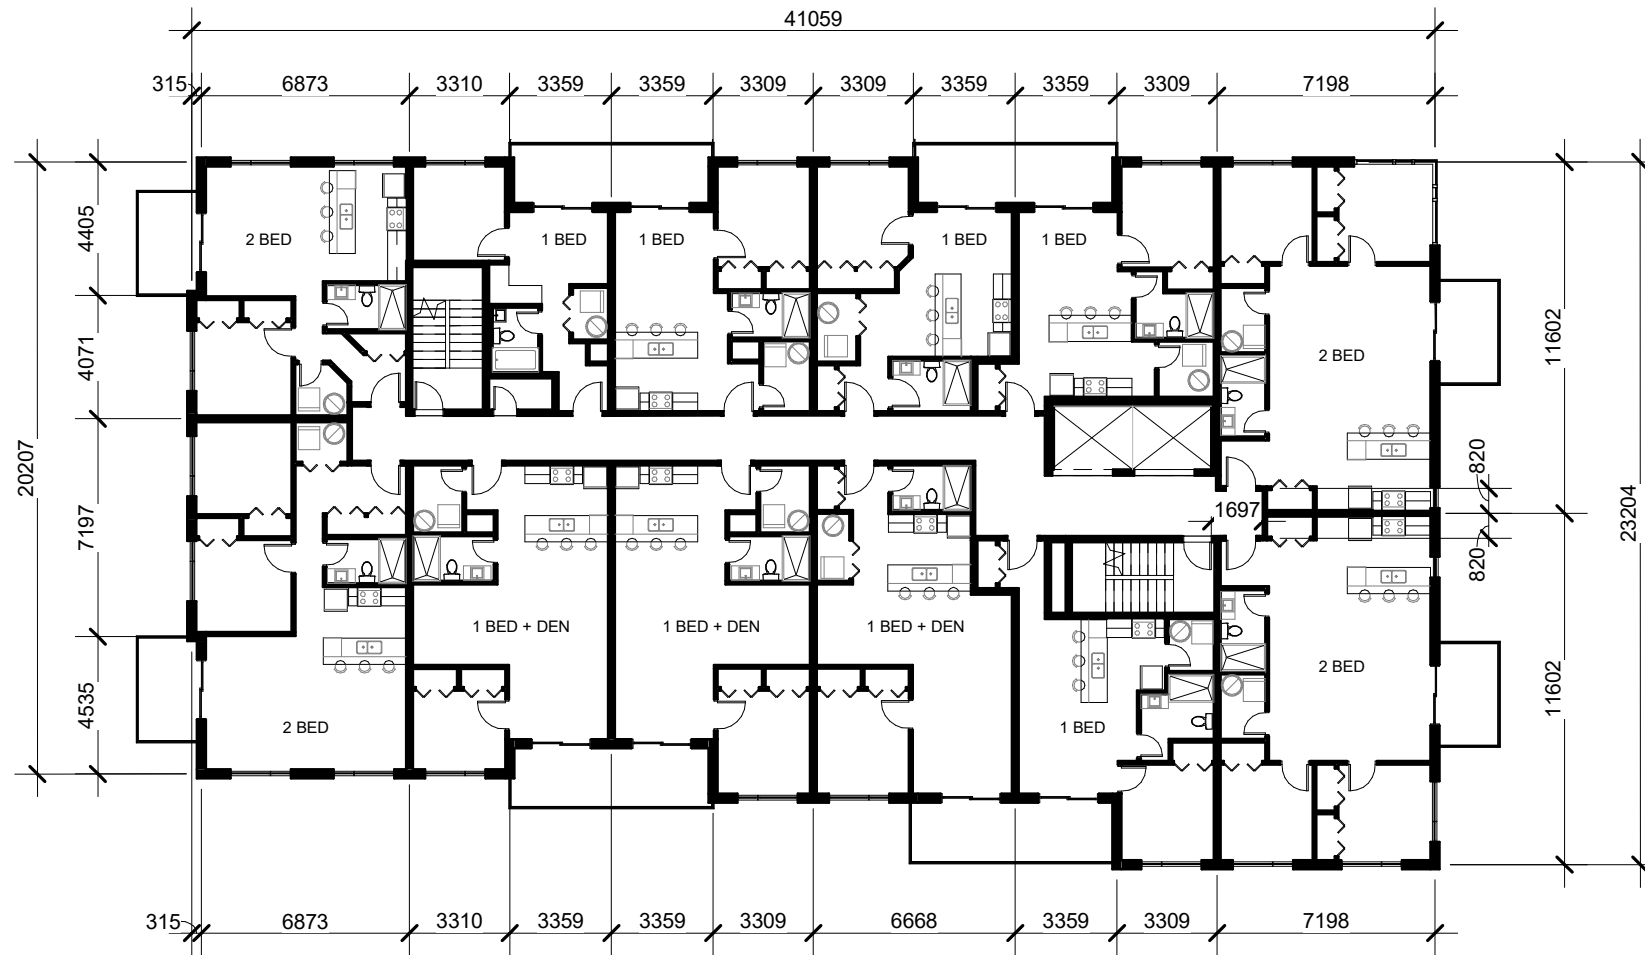 41059
315 6873 3310 3359 3359 3309 3309 3359 3359 3309 7198
4405
2 BED
1 BED
1 BED
1 BED
1 BED
4071
2 BED
11602
20207
7197
820
1697
23204
820
1 BED + DEN
1 BED + DEN
1 BED + DEN
2 BED
4535
2 BED
1 BED
11602
315 6873 3310 3359 3359 3309 6668 3359 3309 7198